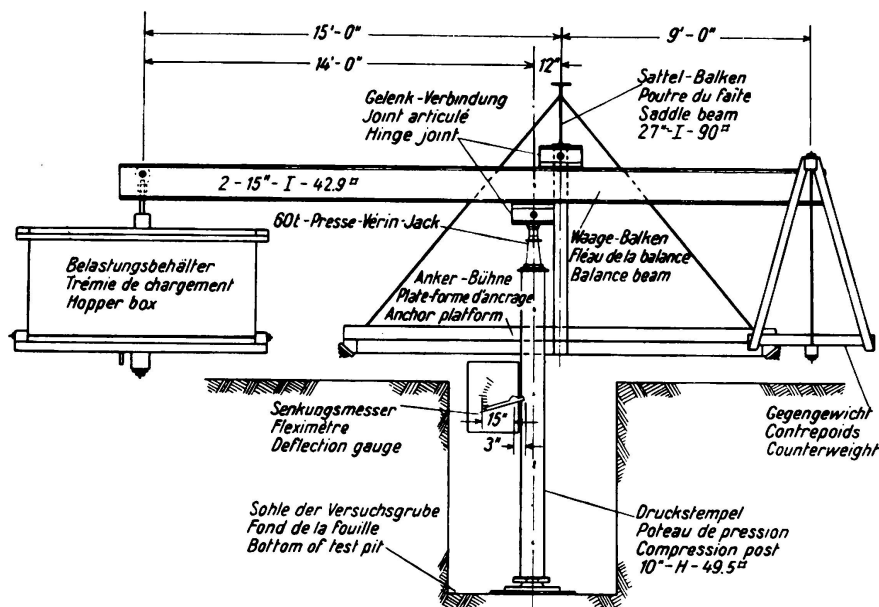 15'-0"
9'-0"
14'-0"
12"
Sattel-Balken
Poutre du faîte
Saddle beam
27"-I-90#
Gelenk-Verbindung
Joint articulé
Hinge joint
2-15"-I-42.9#
60t-Presse-Vérin-Jack
Waage-Balken
Fléau de la balance
Balance beam
Belastungsbehälter
Trémie de chargement
Hopper box
Anker-Bühne
Plate-forme d'ancrage
Anchor platform
Senkungsmesser
Fleximètre
Deflection gauge
15"
3"
Gegengewicht
Contrepoids
Counterweight
Sohle der Versuchsgrube
Fond de la fouille
Bottom of test pit
Druckstempel
Poteau de pression
Compression post
10"-H-49.5#